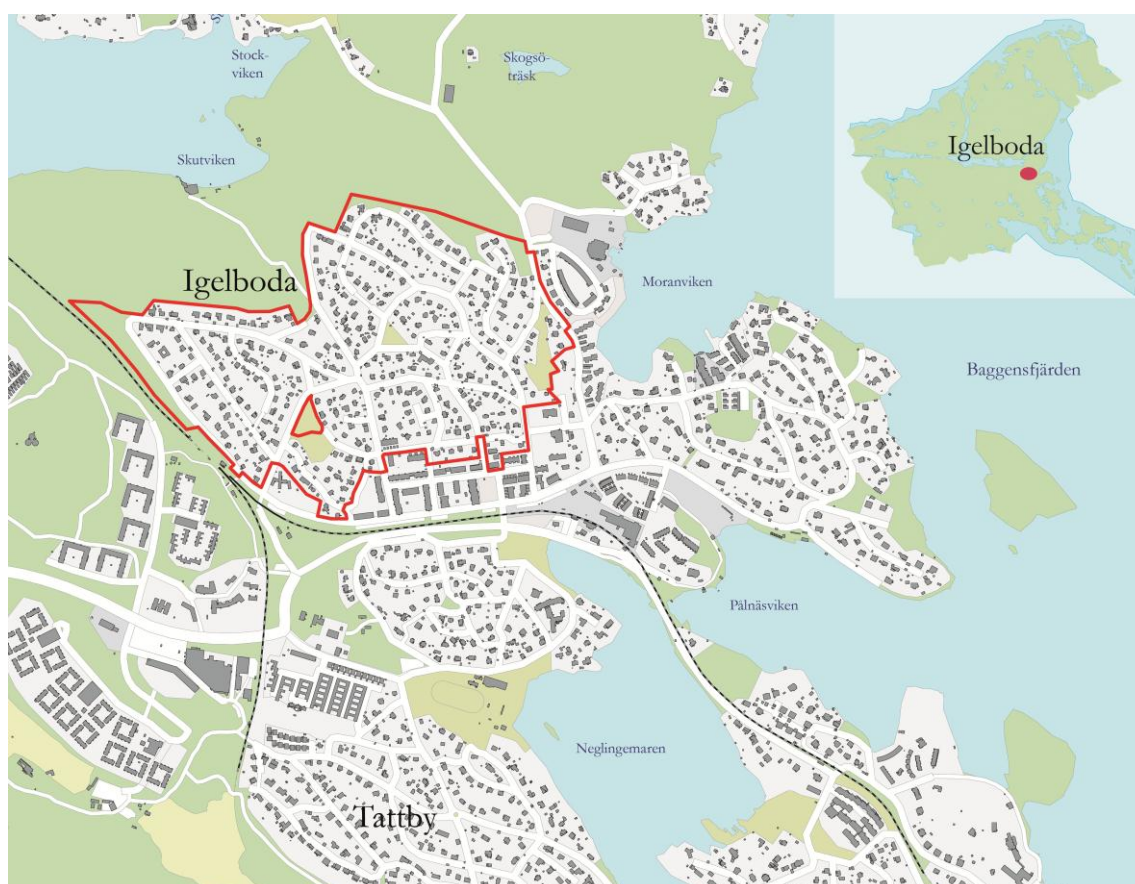 Stock-
viken
Skogsö-
träsk
Igelboda
Skutviken
Igelboda
Moranviken
Baggensfjärden
Pålnäsviken
Neglingemaren
Tattby